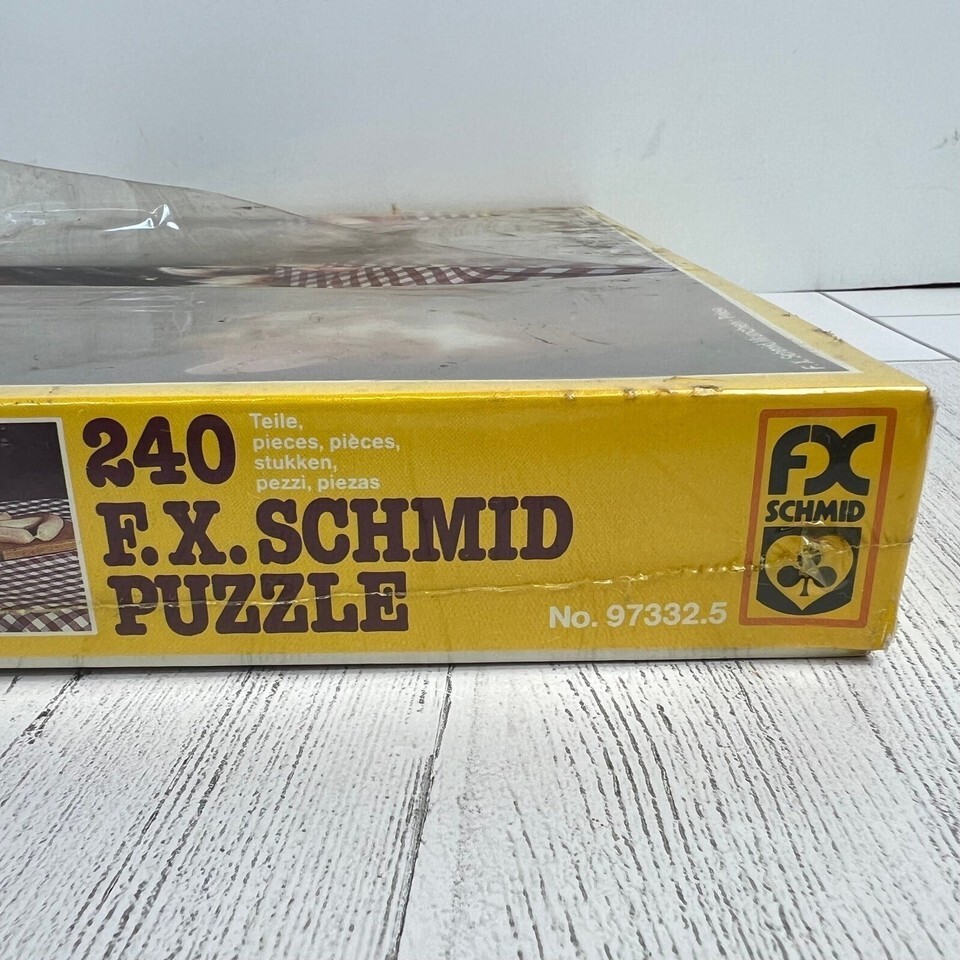 240
Teile,
pieces, pièces,
stukken,
pezzi, piezas
F.X. SCHMID
PUZZLE
No. 97332.5
FX
SCHMID